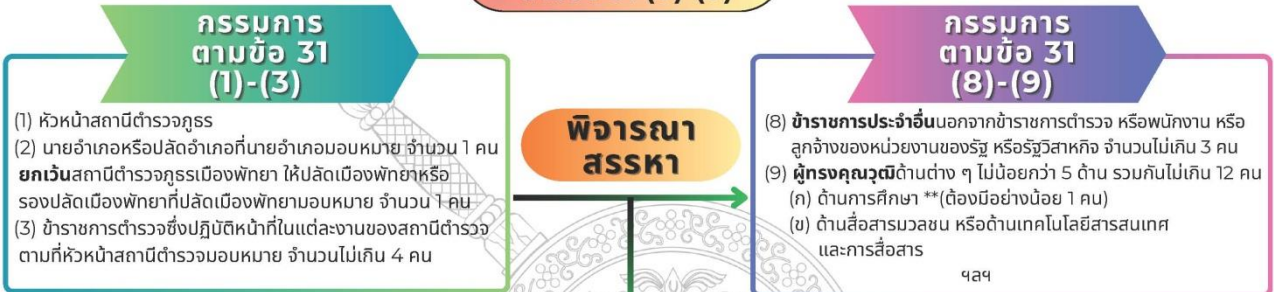 กรรมการ
ตามข้อ 31
(1)-(3)
(1) หัวหน้าสถานีตำรวจภูธร
(2) นายอำเภอหรือปลัดอำเภอที่นายอำเภอมอบหมาย จำนวน 1 คน
ยกเว้นสถานีตำรวจภูธรเมืองพัทยา ให้ปลัดเมืองพัทยาหรือ
รองปลัดเมืองพัทยาที่ปลัดเมืองพัทยามอบหมาย จำนวน 1 คน
(3) ข้าราชการตำรวจซึ่งปฏิบัติหน้าที่ในแต่ละงานของสถานีตำรวจ
ตามที่หัวหน้าสถานีตำรวจมอบหมาย จำนวนไม่เกิน 4 คน
พิจารณา
สรรหา
กรรมการ
ตามข้อ 31
(8)-(9)
(8) ข้าราชการประจำอื่นนอกจากข้าราชการตำรวจ หรือพนักงาน หรือ
ลูกจ้างของหน่วยงานของรัฐ หรือรัฐวิสาหกิจ จำนวนไม่เกิน 3 คน
(9) ผู้ทรงคุณวุฒิด้านต่าง ๆ ไม่น้อยกว่า 5 ด้าน รวมกันไม่เกิน 12 คน
(ก) ด้านการศึกษา **(ต้องมีอย่างน้อย 1 คน)
(ข) ด้านสื่อสารมวลชน หรือด้านเทคโนโลยีสารสนเทศ
และการสื่อสาร
ฯลฯ